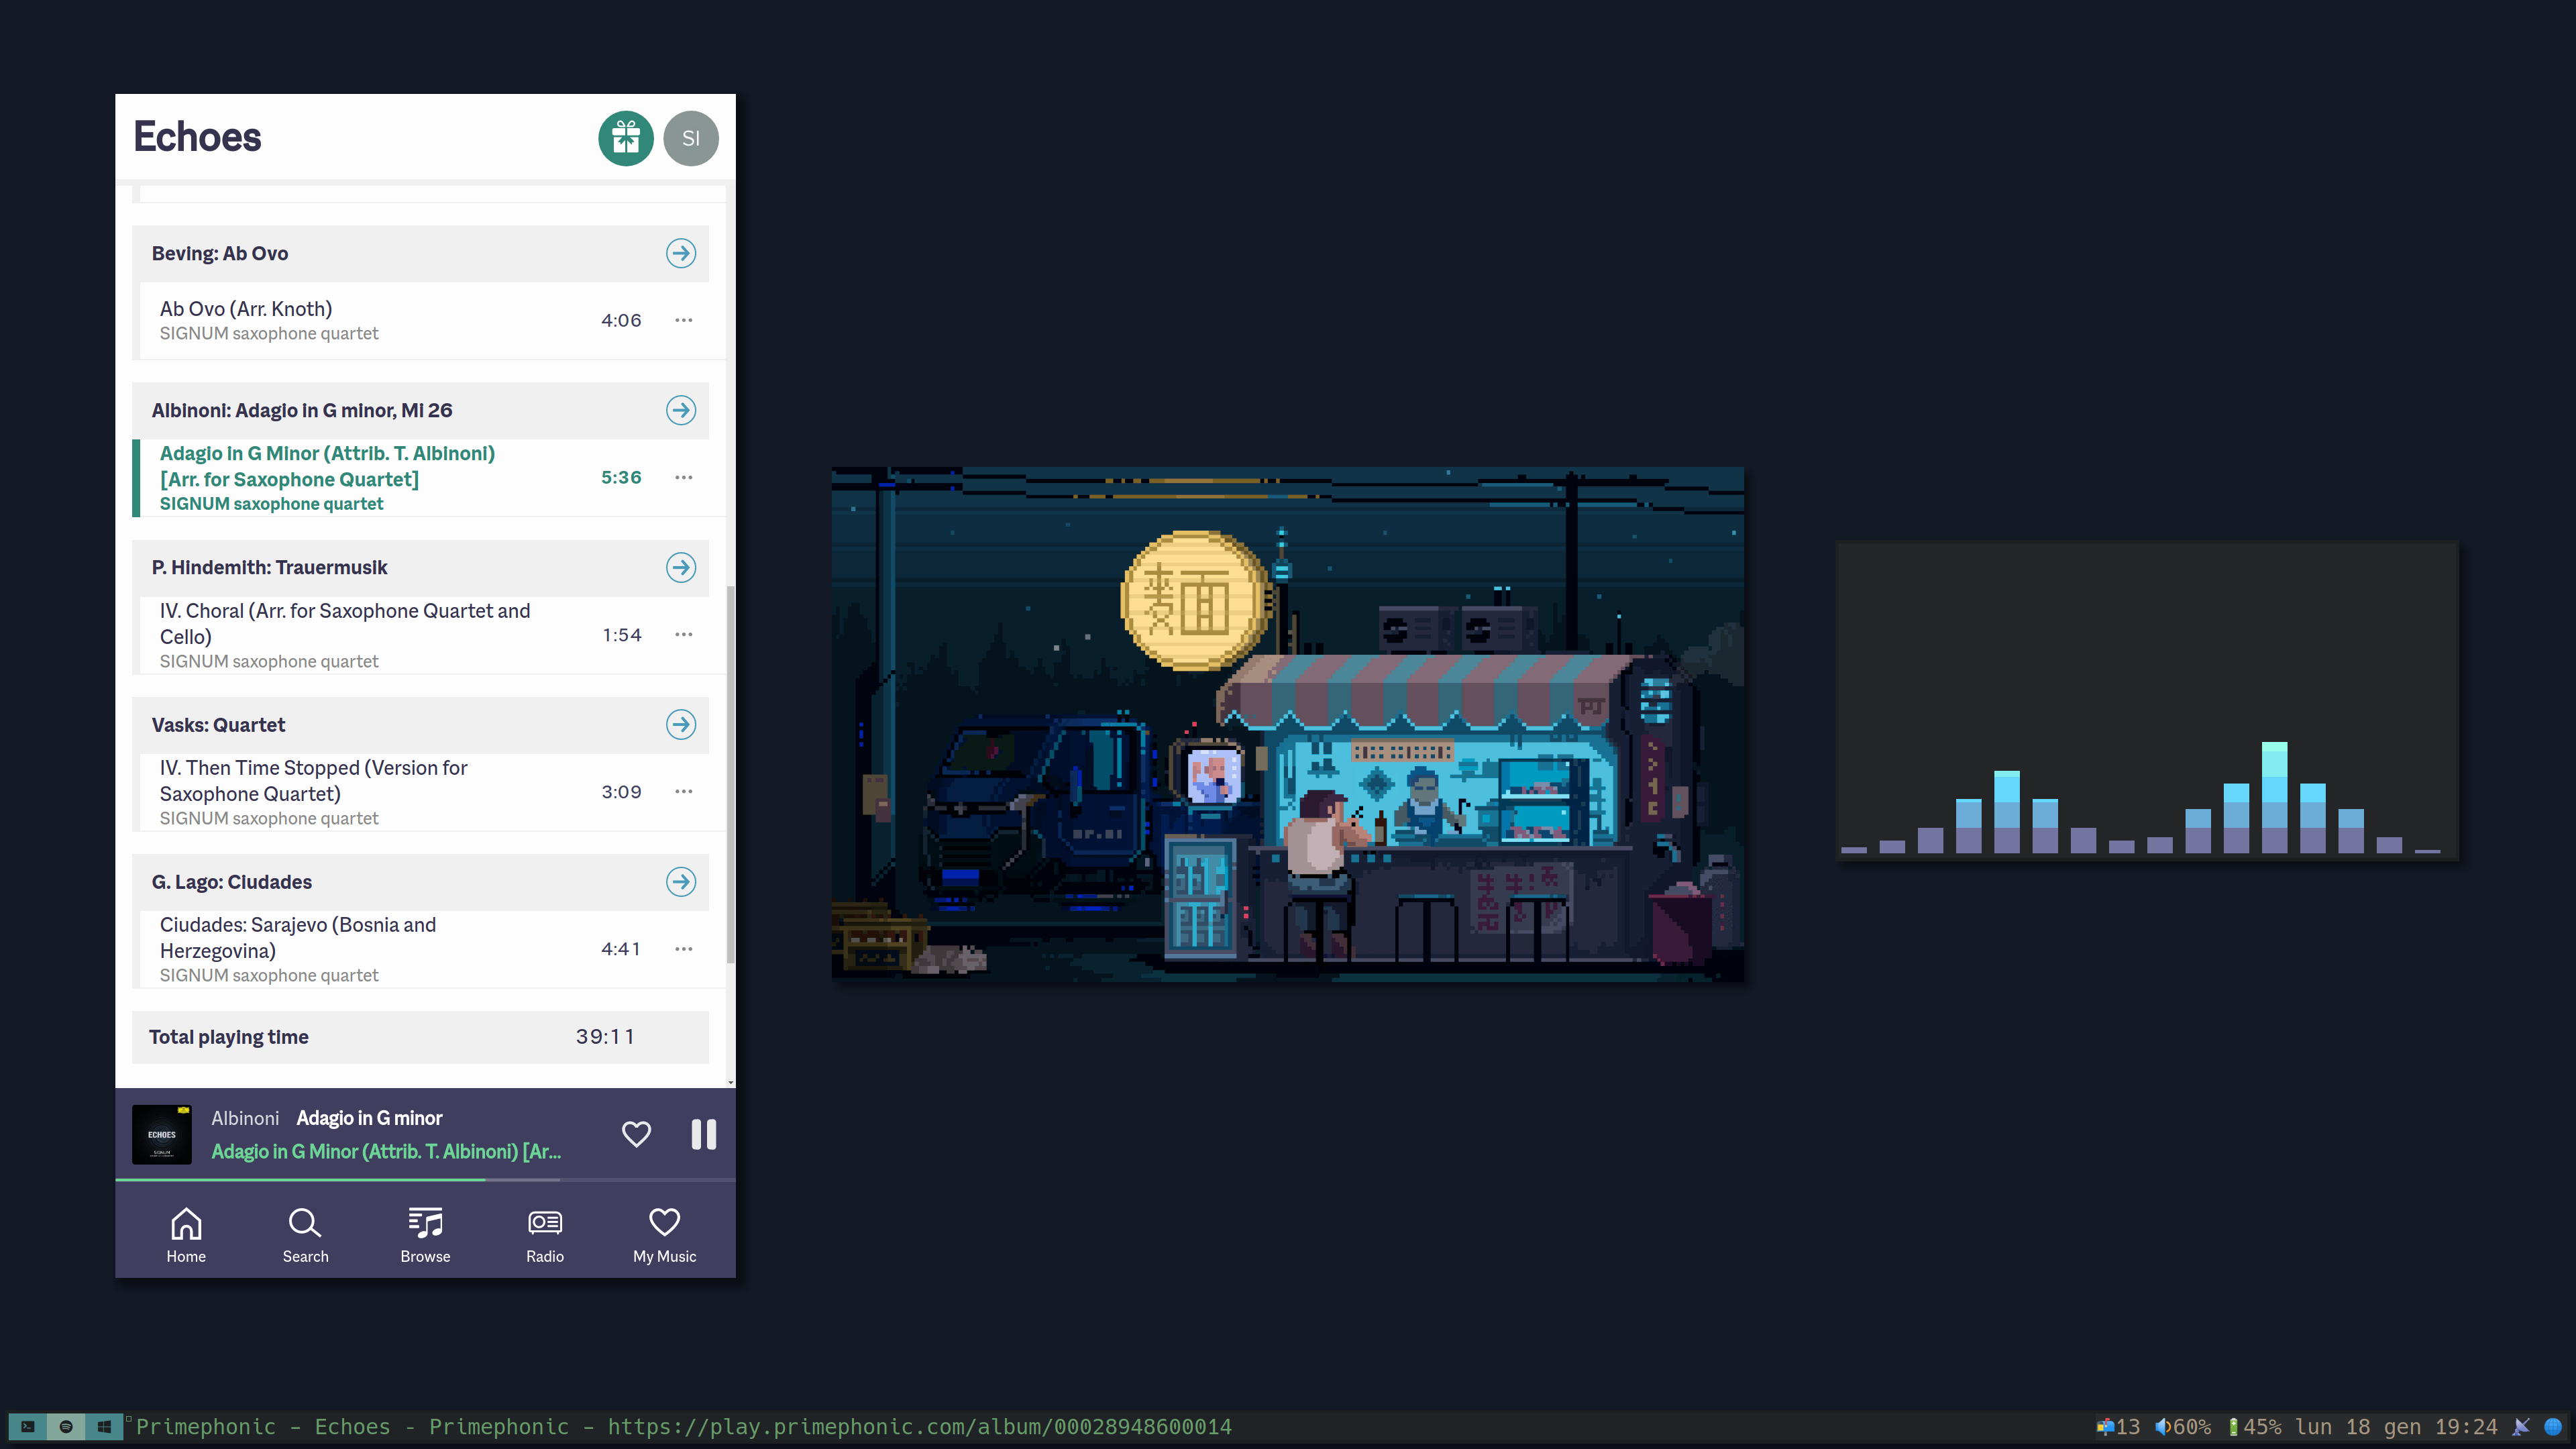 Echoes
SI
Beving: Ab Ovo
Ab Ovo (Arr. Knoth)
SIGNUM saxophone quartet
4:06
Albinoni: Adagio in G minor, Mi 26
Adagio in G Minor (Attrib. T. Albinoni)
[Arr. for Saxophone Quartet]
SIGNUM saxophone quartet
5:36
P. Hindemith: Trauermusik
IV. Choral (Arr. for Saxophone Quartet and
Cello)
SIGNUM saxophone quartet
1:54
Vasks: Quartet
IV. Then Time Stopped (Version for
Saxophone Quartet)
SIGNUM saxophone quartet
3:09
G. Lago: Ciudades
Ciudades: Sarajevo (Bosnia and
Herzegovina)
SIGNUM saxophone quartet
4:41
Total playing time 39:11
ECHOES
Albinoni Adagio in G minor
Adagio in G Minor (Attrib. T. Albinoni) [Ar...
Home
Search
Browse
Radio
My Music
Primephonic – Echoes - Primephonic – https://play.primephonic.com/album/00028948600014
13 60% 45% lun 18 gen 19:24